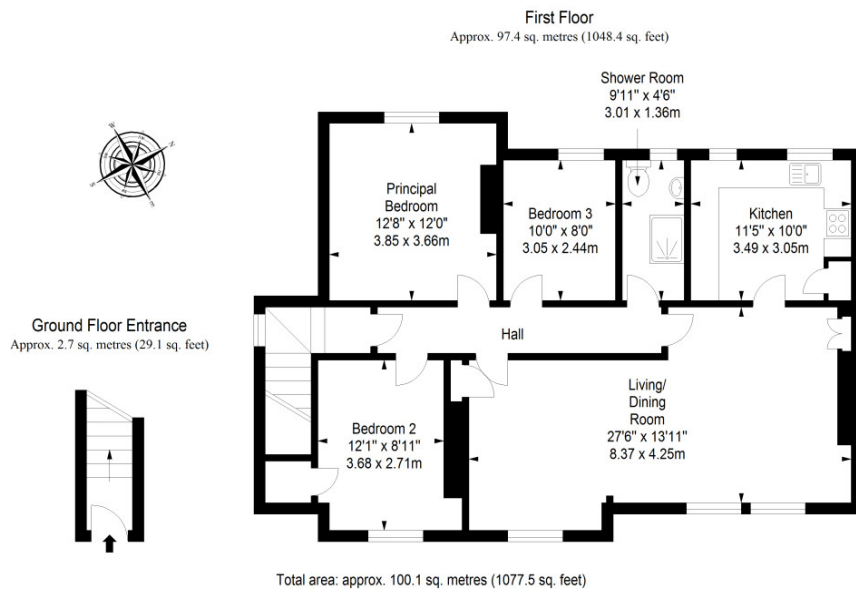 First Floor
Approx. 97.4 sq. metres (1048.4 sq. feet)
Shower Room
9'11" x 4'6"
3.01 x 1.36m
W
N
S
E
Principal
Bedroom
12'8" x 12'0"
3.85 x 3.66m
Bedroom 3
10'0" x 8'0"
3.05 x 2.44m
Kitchen
11'5" x 10'0"
3.49 x 3.05m
Ground Floor Entrance
Approx. 2.7 sq. metres (29.1 sq. feet)
Hall
Living/
Dining
Room
27'6" x 13'11"
8.37 x 4.25m
Bedroom 2
12'1" x 8'11"
3.68 x 2.71m
Total area: approx. 100.1 sq. metres (1077.5 sq. feet)